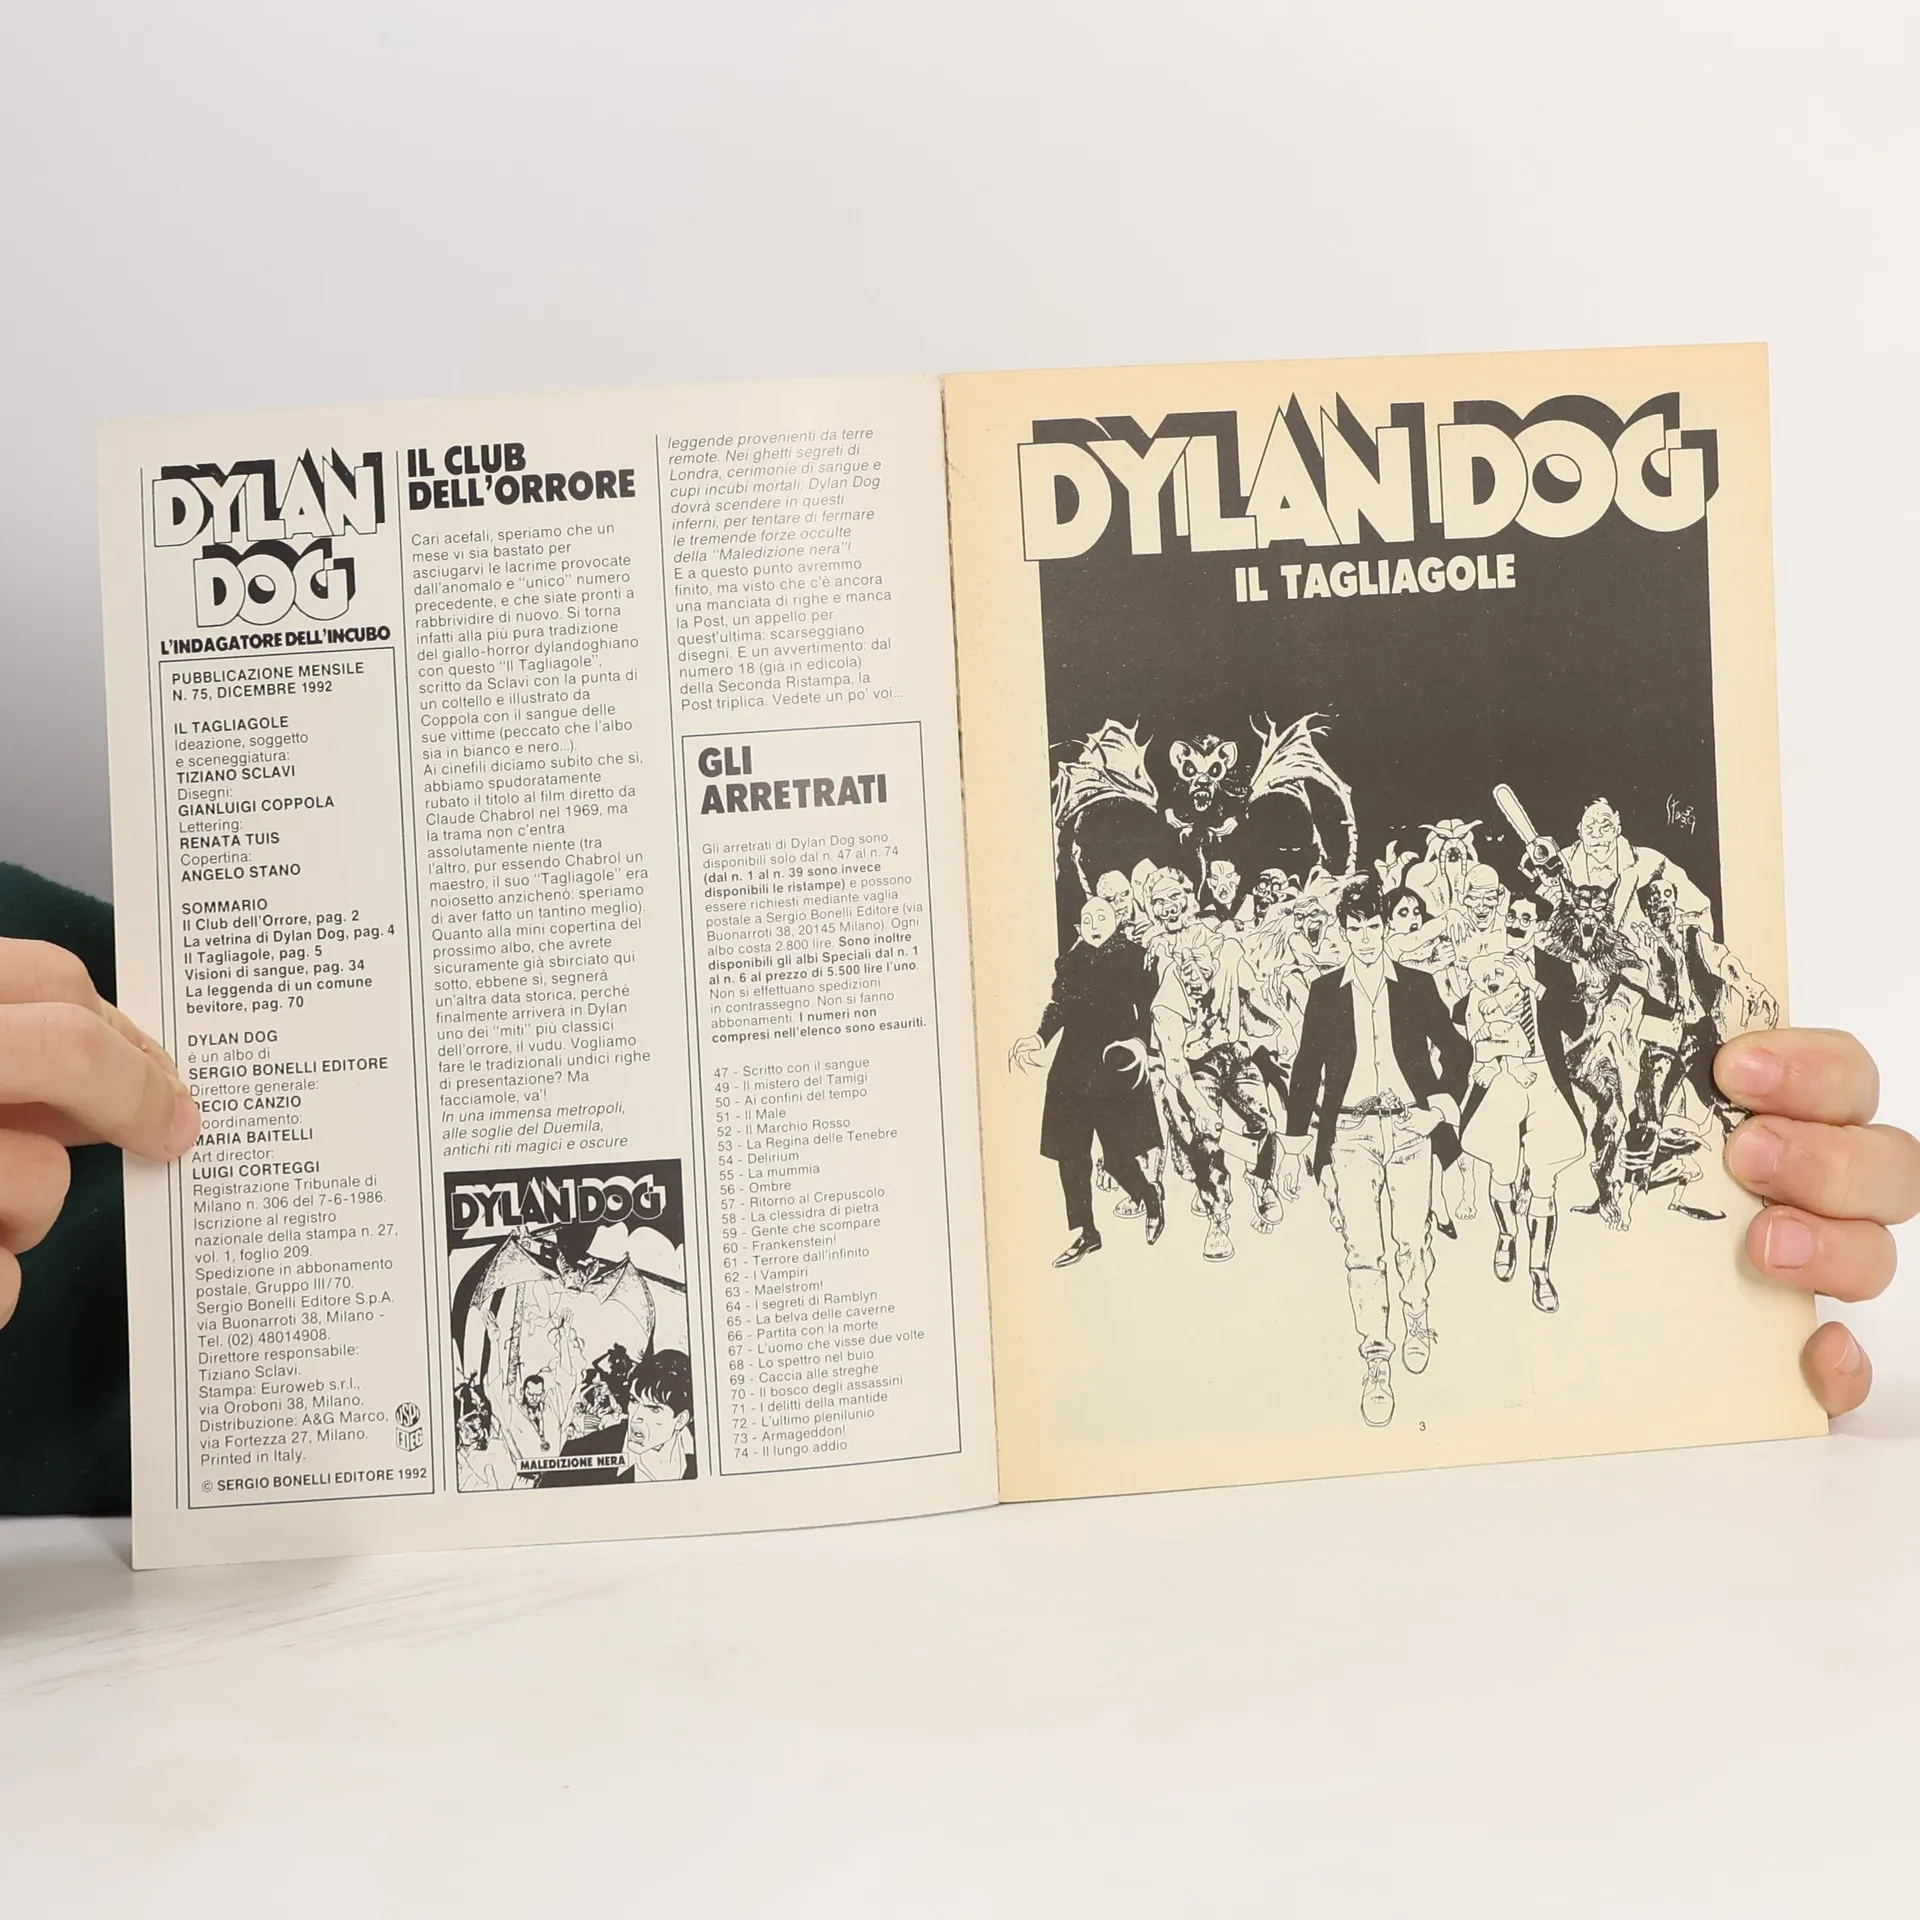 DYLAN
DOG
L'INDAGATORE DELL'INCUBO
PUBBLICAZIONE MENSILE
N. 75, DICEMBRE 1992
IL TAGLIAGOLE
Ideazione, soggetto
e sceneggiatura:
TIZIANO SCLAVI
Disegni:
GIANLUIGI COPPOLA
Lettering:
RENATA TUIS
Copertina:
ANGELO STANO
SOMMARIO
Il Club dell'Orrore, pag. 2
La vetrina di Dylan Dog, pag. 4
Il Tagliagole, pag. 5
Visioni di sangue, pag. 34
La leggenda di un comune
bevitore, pag. 70
DYLAN DOG
è un albo di
SERGIO BONELLI EDITORE
Direttore generale:
DECIO CANZIO
oordinamento:
MARIA BAITELLI
Art director:
LUIGI CORTEGGI
Registrazione Tribunale di
Milano n. 306 del 7-6-1986.
Iscrizione al registro
nazionale della stampa n. 27,
vol. 1, foglio 209.
Spedizione in abbonamento
postale, Gruppo III/70.
Sergio Bonelli Editore S.p.A.
via Buonarroti 38, Milano -
Tel. (02) 48014908.
Direttore responsabile:
Tiziano Sclavi.
Stampa: Euroweb s.r.l.,
via Oroboni 38, Milano.
Distribuzione: A&G Marco,
via Fortezza 27, Milano.
Printed in Italy.
© SERGIO BONELLI EDITORE 1992
IL CLUB
DELL'ORRORE
Cari acefali, speriamo che un
mese vi sia bastato per
asciugarvi le lacrime provocate
dall'anomalo e "unico" numero
precedente, e che siate pronti a
rabbrividire di nuovo. Si torna
infatti alla più pura tradizione
del giallo-horror dylandoghiano
con questo "Il Tagliagole",
scritto da Sclavi con la punta di
un coltello e illustrato da
Coppola con il sangue delle
sue vittime (peccato che l'albo
sia in bianco e nero...).
Ai cinefili diciamo subito che sì,
abbiamo spudoratamente
rubato il titolo al film diretto da
Claude Chabrol nel 1969, ma
la trama non c'entra
assolutamente niente (tra
l'altro, pur essendo Chabrol un
maestro, il suo "Tagliagole" era
noiosetto anzichenò: speriamo
di aver fatto un tantino meglio).
Quanto alla mini copertina del
prossimo albo, che avrete
sicuramente già sbirciato qui
sotto, ebbene sì, segnerà
un'altra data storica, perché
finalmente arriverà in Dylan
uno dei "miti" più classici
dell'orrore, il vudu. Vogliamo
fare le tradizionali undici righe
di presentazione? Ma
facciamole, va'!
In una immensa metropoli,
alle soglie del Duemila,
antichi riti magici e oscure
DYLAN DOG
MALEDIZIONE NERA
leggende provenienti da terre
remote. Nei ghetti segreti di
Londra, cerimonie di sangue e
cupi incubi mortali: Dylan Dog
dovrà scendere in questi
inferni, per tentare di fermare
le tremende forze occulte
della "Maledizione nera"!
E a questo punto avremmo
finito, ma visto che c'è ancora
una manciata di righe e manca
la Post, un appello per
quest'ultima: scarseggiano
disegni. E un avvertimento: dal
numero 18 (già in edicola)
della Seconda Ristampa, la
Post triplica. Vedete un po' voi...
GLI
ARRETRATI
Gli arretrati di Dylan Dog sono
disponibili solo dal n. 47 al n. 74
(dal n. 1 al n. 39 sono invece
disponibili le ristampe) e possono
essere richiesti mediante vaglia
postale a Sergio Bonelli Editore (via
Buonarroti 38, 20145 Milano). Ogni
albo costa 2.800 lire. Sono inoltre
disponibili gli albi Speciali dal n. 1
al n. 6 al prezzo di 5.500 lire l'uno.
Non si effettuano spedizioni
in contrassegno. Non si fanno
abbonamenti. I numeri non
compresi nell'elenco sono esauriti.
47 - Scritto con il sangue
49 - Il mistero del Tamigi
50 - Ai confini del tempo
51 - Il Male
52 - Il Marchio Rosso
53 - La Regina delle Tenebre
54 - Delirium
55 - La mummia
56 - Ombre
57 - Ritorno al Crepuscolo
58 - La clessidra di pietra
59 - Gente che scompare
60 - Frankenstein!
61 - Terrore dall'infinito
62 - I Vampiri
63 - Maelstrom!
64 - I segreti di Ramblyn
65 - La belva delle caverne
66 - Partita con la morte
67 - L'uomo che visse due volte
68 - Lo spettro nel buio
69 - Caccia alle streghe
70 - Il bosco degli assassini
71 - I delitti della mantide
72 - L'ultimo plenilunio
73 - Armageddon!
74 - Il lungo addio
DYLAN DOG
IL TAGLIAGOLE
3